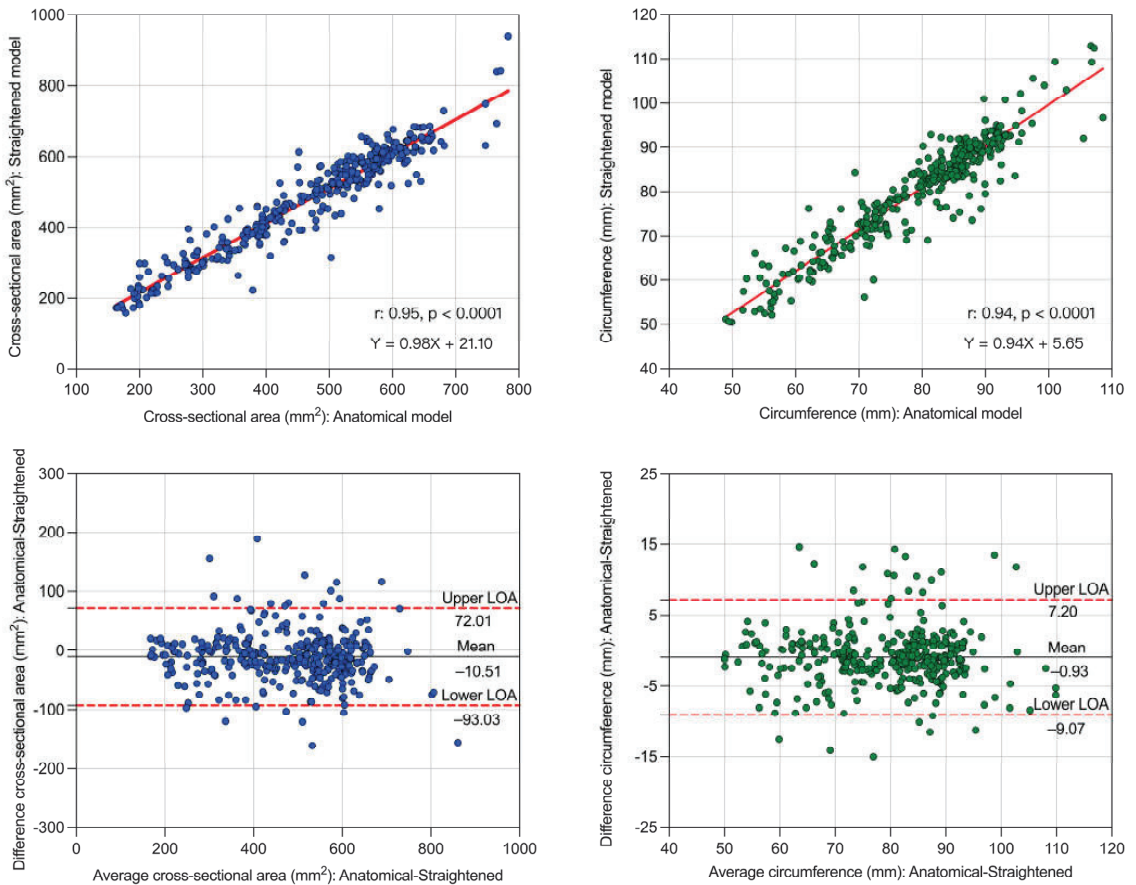 1000
800
600
400
200
0
100 200 300 400 500 600 700 800
Cross-sectional area (mm²): Straightened model
Cross-sectional area (mm²): Anatomical model
r: 0.95, p < 0.0001
Y = 0.98X + 21.10
120
110
100
90
80
70
60
50
40
40 50 60 70 80 90 100 110
Circumference (mm): Straightened model
Circumference (mm): Anatomical model
r: 0.94, p < 0.0001
Y = 0.94X + 5.65
300
200
100
0
-100
-200
-300
0 200 400 600 800 1000
Difference cross-sectional area (mm²): Anatomical-Straightened
Average cross-sectional area (mm²): Anatomical-Straightened
Upper LOA
72.01
Mean
–10.51
Lower LOA
–93.03
25
15
5
-5
-15
-25
40 50 60 70 80 90 100 110 120
Difference circumference (mm): Anatomical-Straightened
Average circumference (mm): Anatomical-Straightened
Upper LOA
7.20
Mean
–0.93
Lower LOA
–9.07